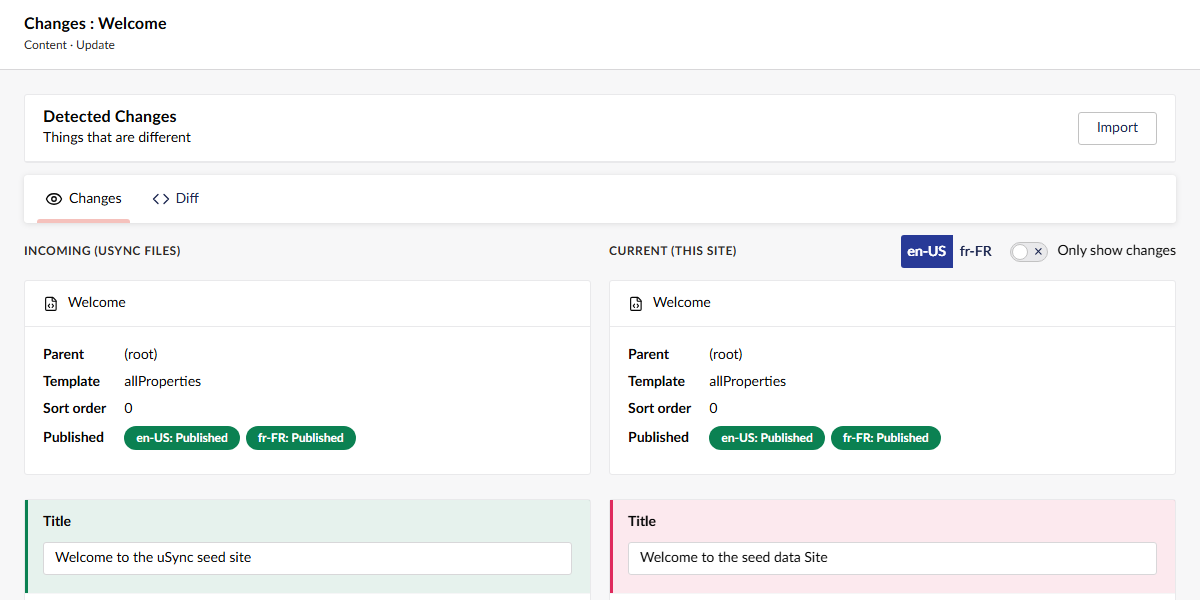 Changes : Welcome
Content · Update
Detected Changes
Things that are different
Import
Changes
Diff
INCOMING (USYNC FILES)
CURRENT (THIS SITE)
en-US
fr-FR
Only show changes
Welcome
Parent (root)
Template allProperties
Sort order 0
Published en-US: Published fr-FR: Published
Welcome
Parent (root)
Template allProperties
Sort order 0
Published en-US: Published fr-FR: Published
Title
Welcome to the uSync seed site
Title
Welcome to the seed data Site